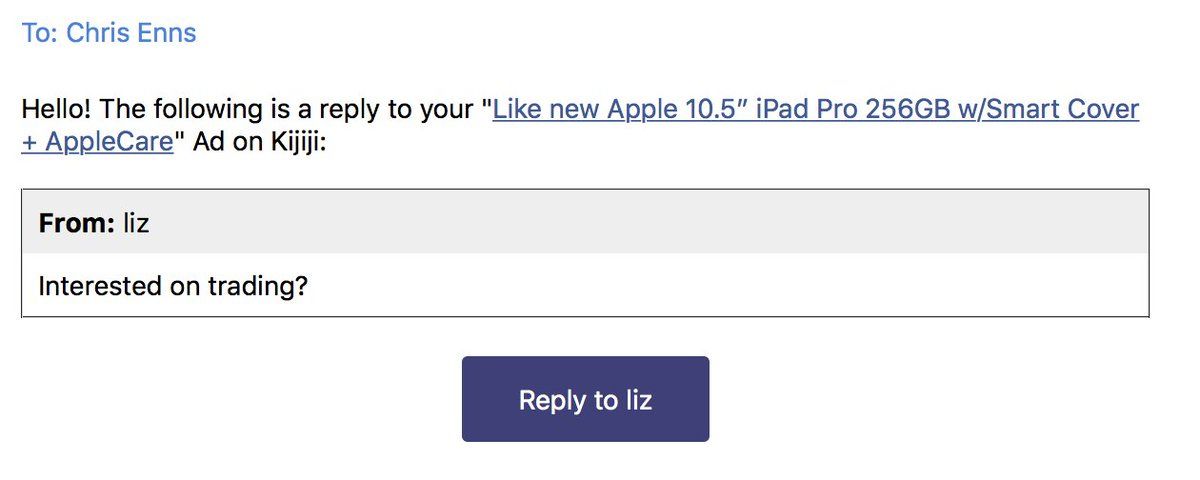 To: Chris Enns
Hello! The following is a reply to your "Like new Apple 10.5” iPad Pro 256GB w/Smart Cover
+ AppleCare" Ad on Kijiji:
From: liz
Interested on trading?
Reply to liz